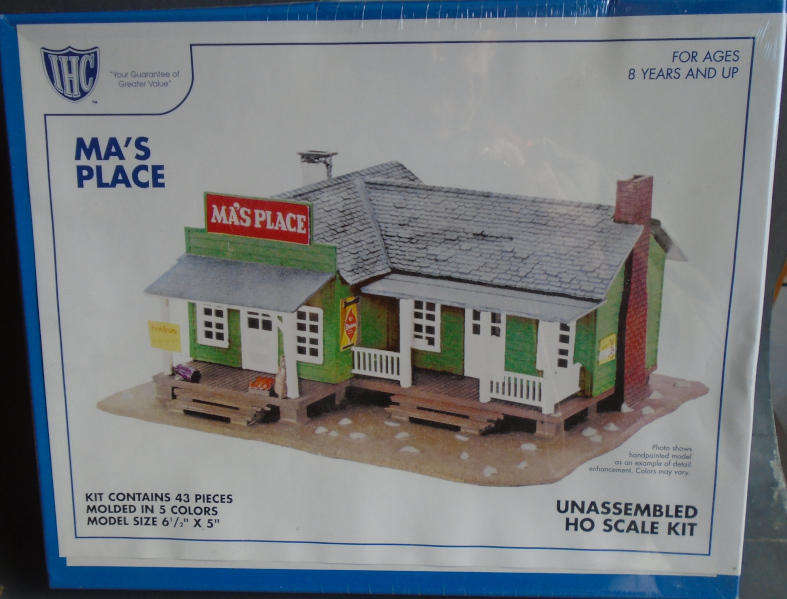 IHC
™
"Your Guarantee of
Greater Value"
FOR AGES
8 YEARS AND UP
MA'S
PLACE
MA'S PLACE
Photo shows
handpainted model
as an example of detail
enhancement. Colors may vary.
KIT CONTAINS 43 PIECES
MOLDED IN 5 COLORS
MODEL SIZE 6½" X 5"
UNASSEMBLED
HO SCALE KIT